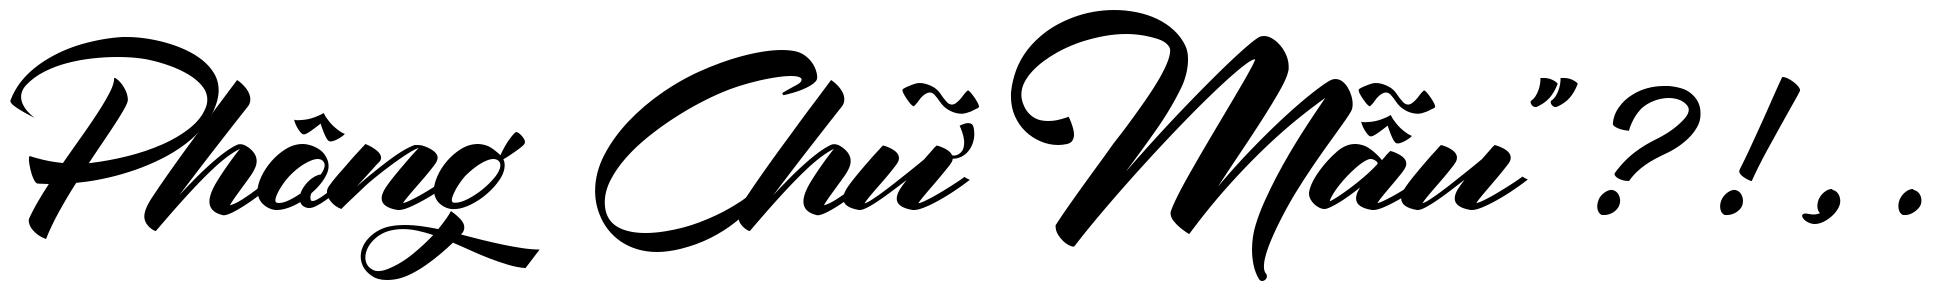 Phông Chữ Mẫu” ? ! , .